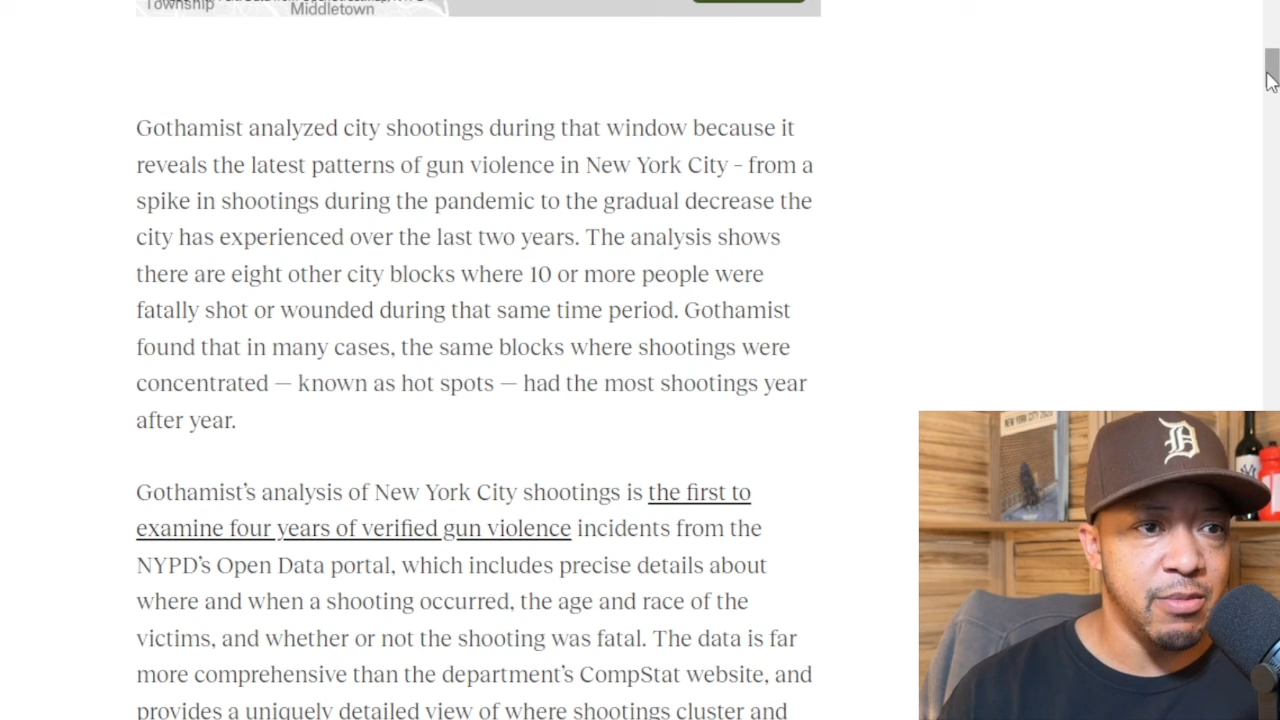 Township
Middletown
Gothamist analyzed city shootings during that window because it
reveals the latest patterns of gun violence in New York City - from a
spike in shootings during the pandemic to the gradual decrease the
city has experienced over the last two years. The analysis shows
there are eight other city blocks where 10 or more people were
fatally shot or wounded during that same time period. Gothamist
found that in many cases, the same blocks where shootings were
concentrated — known as hot spots — had the most shootings year
after year.
Gothamist’s analysis of New York City shootings is the first to
examine four years of verified gun violence incidents from the
NYPD’s Open Data portal, which includes precise details about
where and when a shooting occurred, the age and race of the
victims, and whether or not the shooting was fatal. The data is far
more comprehensive than the department’s CompStat website, and
provides a uniquely detailed view of where shootings cluster and
D